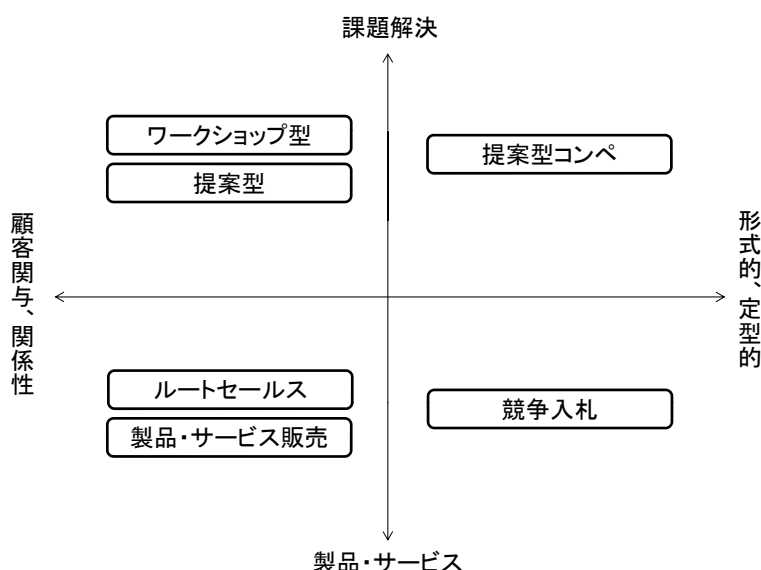 課題解決
ワークショップ型
提案型
提案型コンペ
顧客関与、関係性
形式的、定型的
ルートセールス
製品・サービス販売
競争入札
製品・サービス